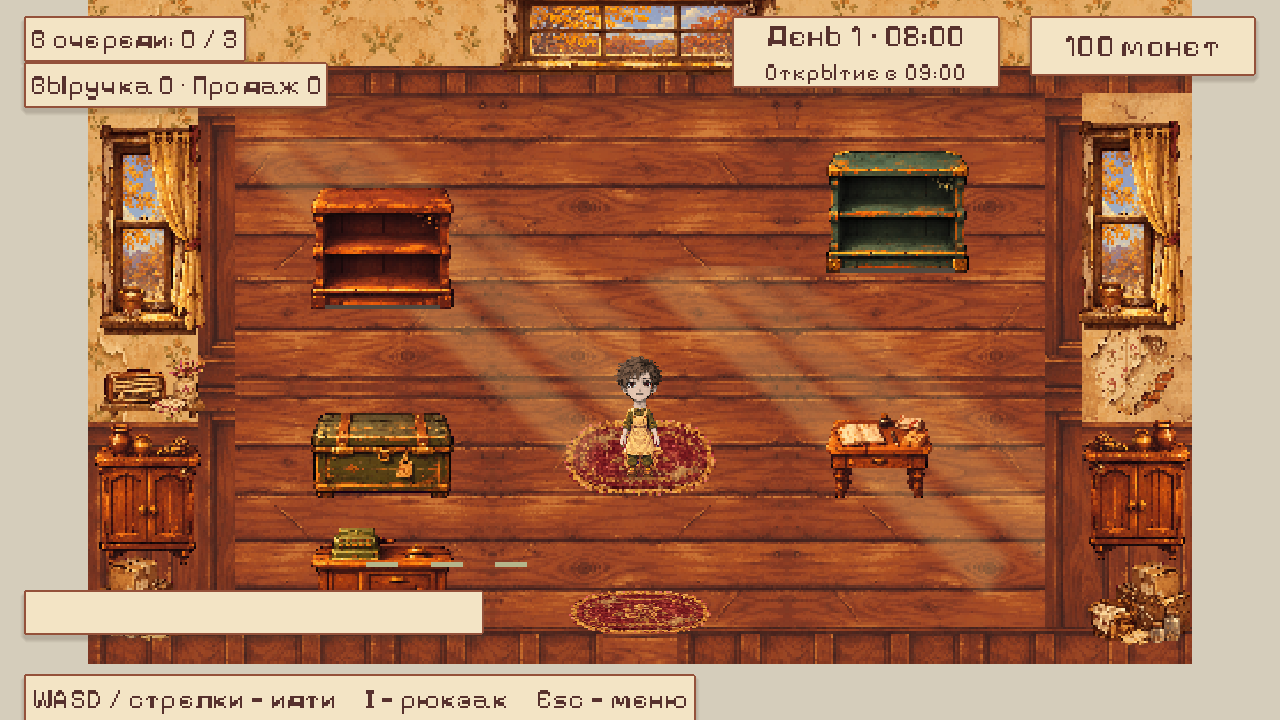 В очереди: 0 / 3
Выручка 0 · Продаж 0
День 1 · 08:00
Открытие в 09:00
100 монет
WASD / стрелки - идти I - рюкзак Esc - меню